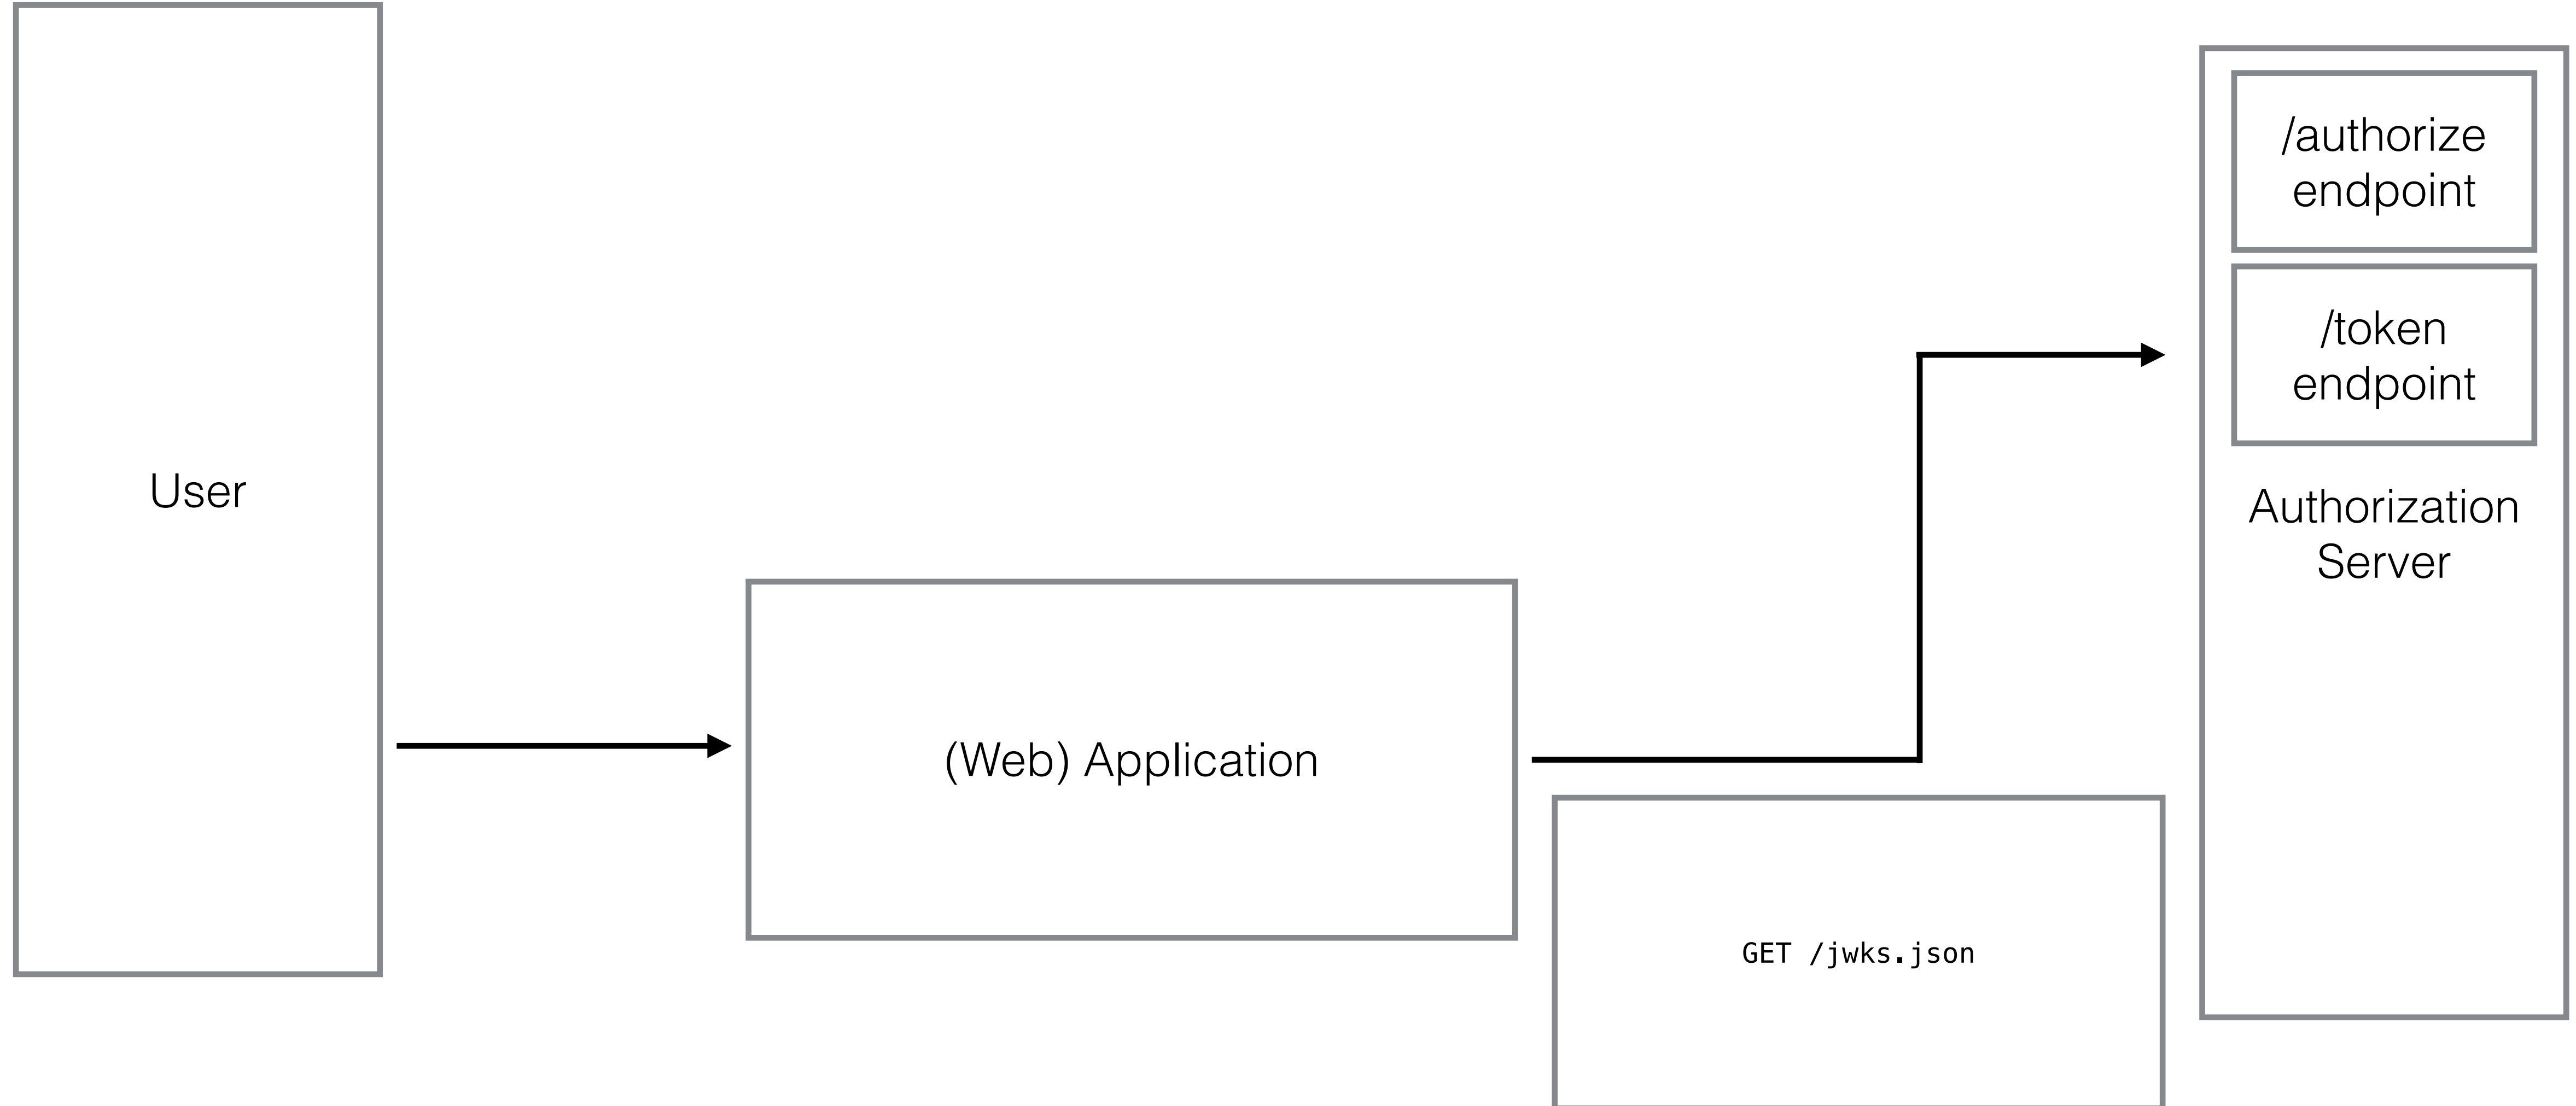 User
(Web) Application
GET /jwks.json
/authorize
endpoint
/token
endpoint
Authorization
Server